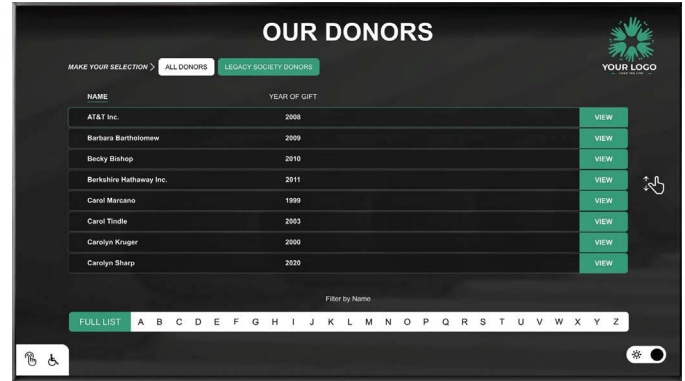 OUR DONORS
YOUR LOGO
MAKE YOUR SELECTION > ALL DONORS LEGACY SOCIETY DONORS
NAME YEAR OF GIFT
AT&T Inc. 2008 VIEW
Barbara Bartholomew 2009 VIEW
Becky Bishop 2010 VIEW
Berkshire Hathaway Inc. 2011 VIEW
Carol Marcano 1999 VIEW
Carol Tindle 2003 VIEW
Carolyn Kruger 2000 VIEW
Carolyn Sharp 2020 VIEW
Filter by Name
FULL LIST A B C D E F G H I J K L M N O P Q R S T U V W X Y Z